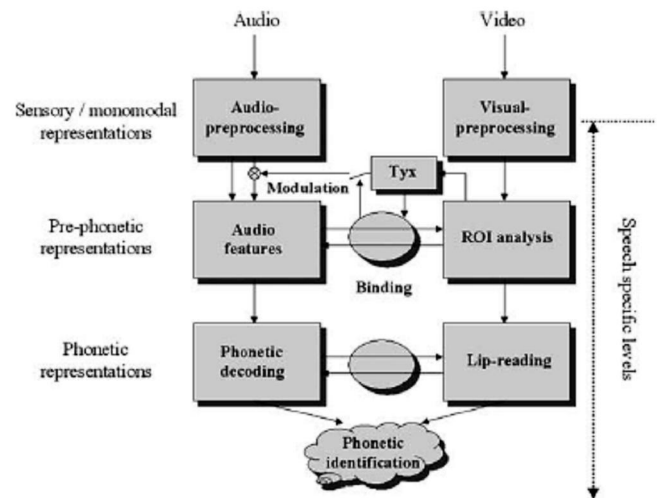 Audio
Video
Sensory / monomodal
representations
Audio-
preprocessing
Visual-
preprocessing
Tyx
Modulation
Pre-phonetic
representations
Audio
features
ROI analysis
Binding
Speech specific levels
Phonetic
representations
Phonetic
decoding
Lip-reading
Phonetic
identification